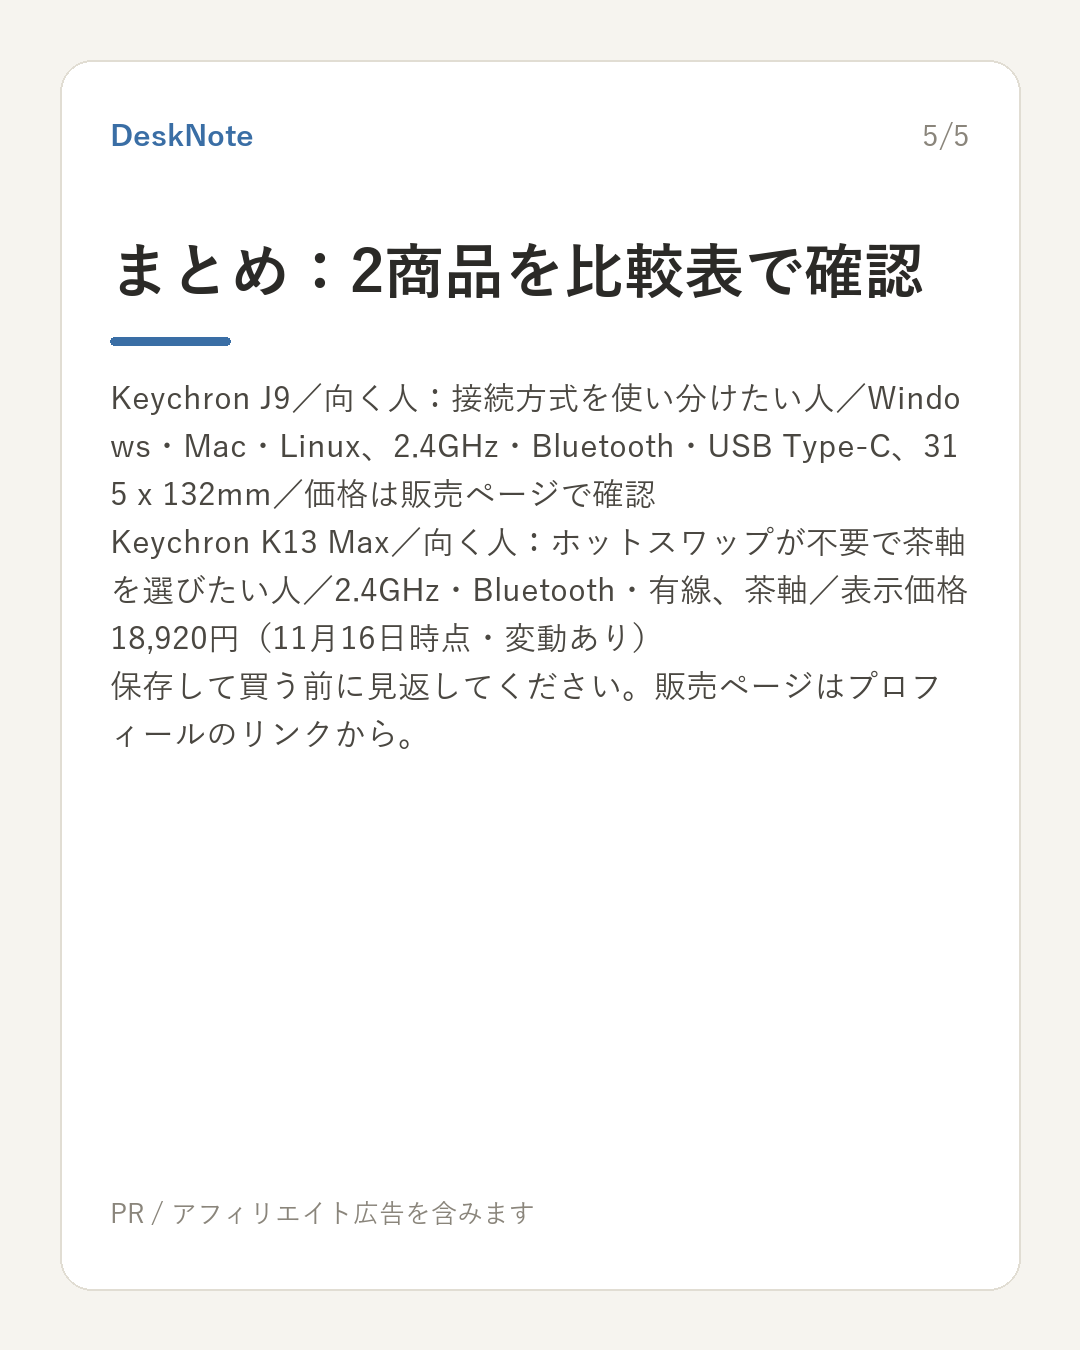 DeskNote
5/5
まとめ：2商品を比較表で確認
Keychron J9／向く人：接続方式を使い分けたい人／Windo
ws・Mac・Linux、2.4GHz・Bluetooth・USB Type-C、31
5 x 132mm／価格は販売ページで確認
Keychron K13 Max／向く人：ホットスワップが不要で茶軸
を選びたい人／2.4GHz・Bluetooth・有線、茶軸／表示価格
18,920円（11月16日時点・変動あり）
保存して買う前に見返してください。販売ページはプロフ
ィールのリンクから。
PR / アフィリエイト広告を含みます